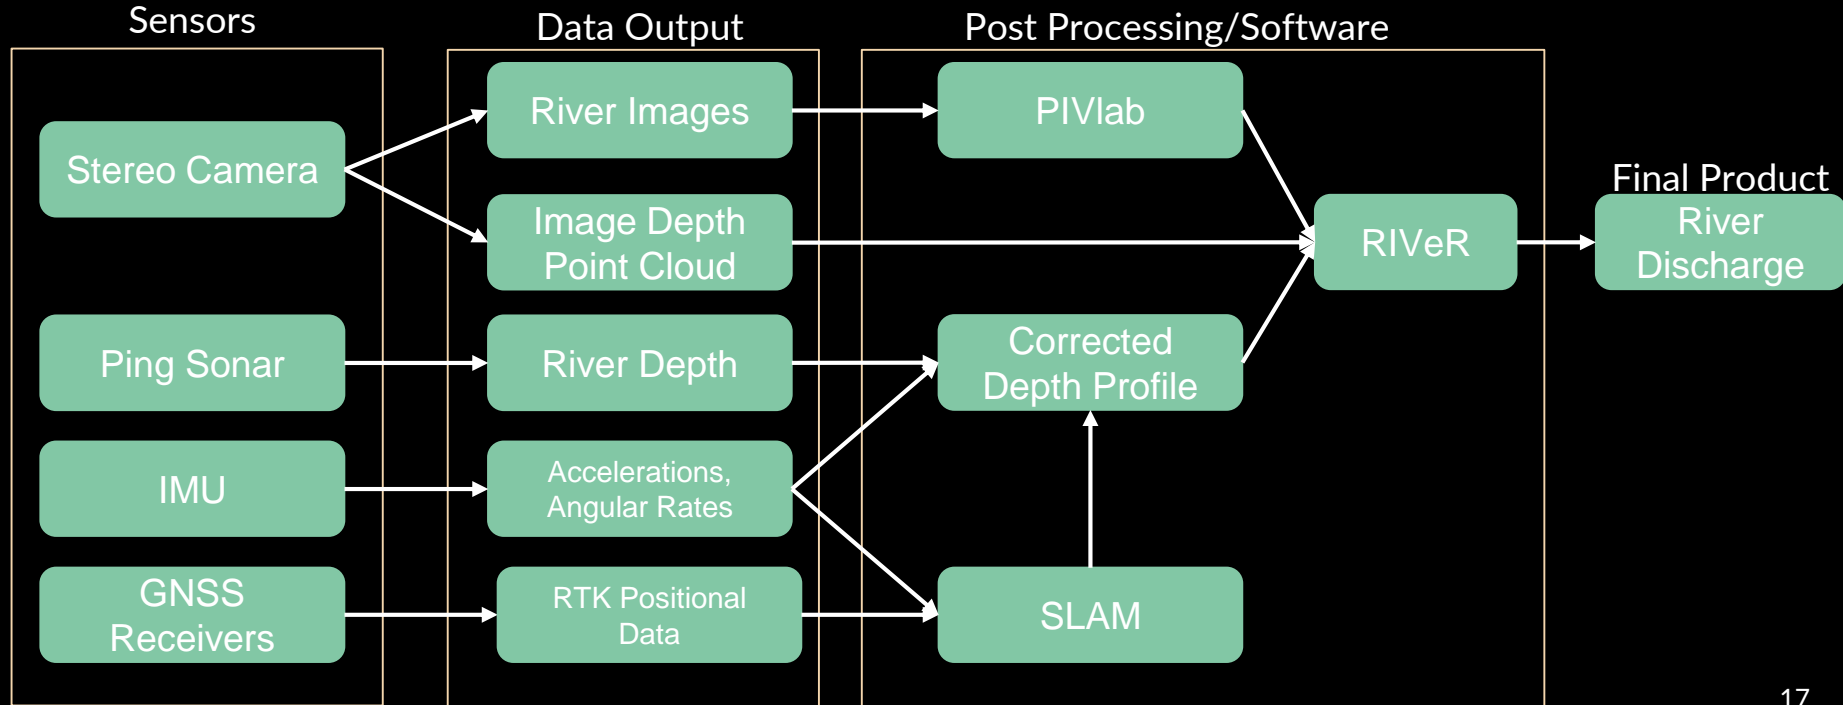 Sensors
Data Output
Post Processing/Software
Stereo Camera
River Images
PIVlab
Image Depth
Point Cloud
RIVeR
Final Product
River
Discharge
Ping Sonar
River Depth
Corrected
Depth Profile
IMU
Accelerations,
Angular Rates
GNSS
Receivers
RTK Positional
Data
SLAM
17